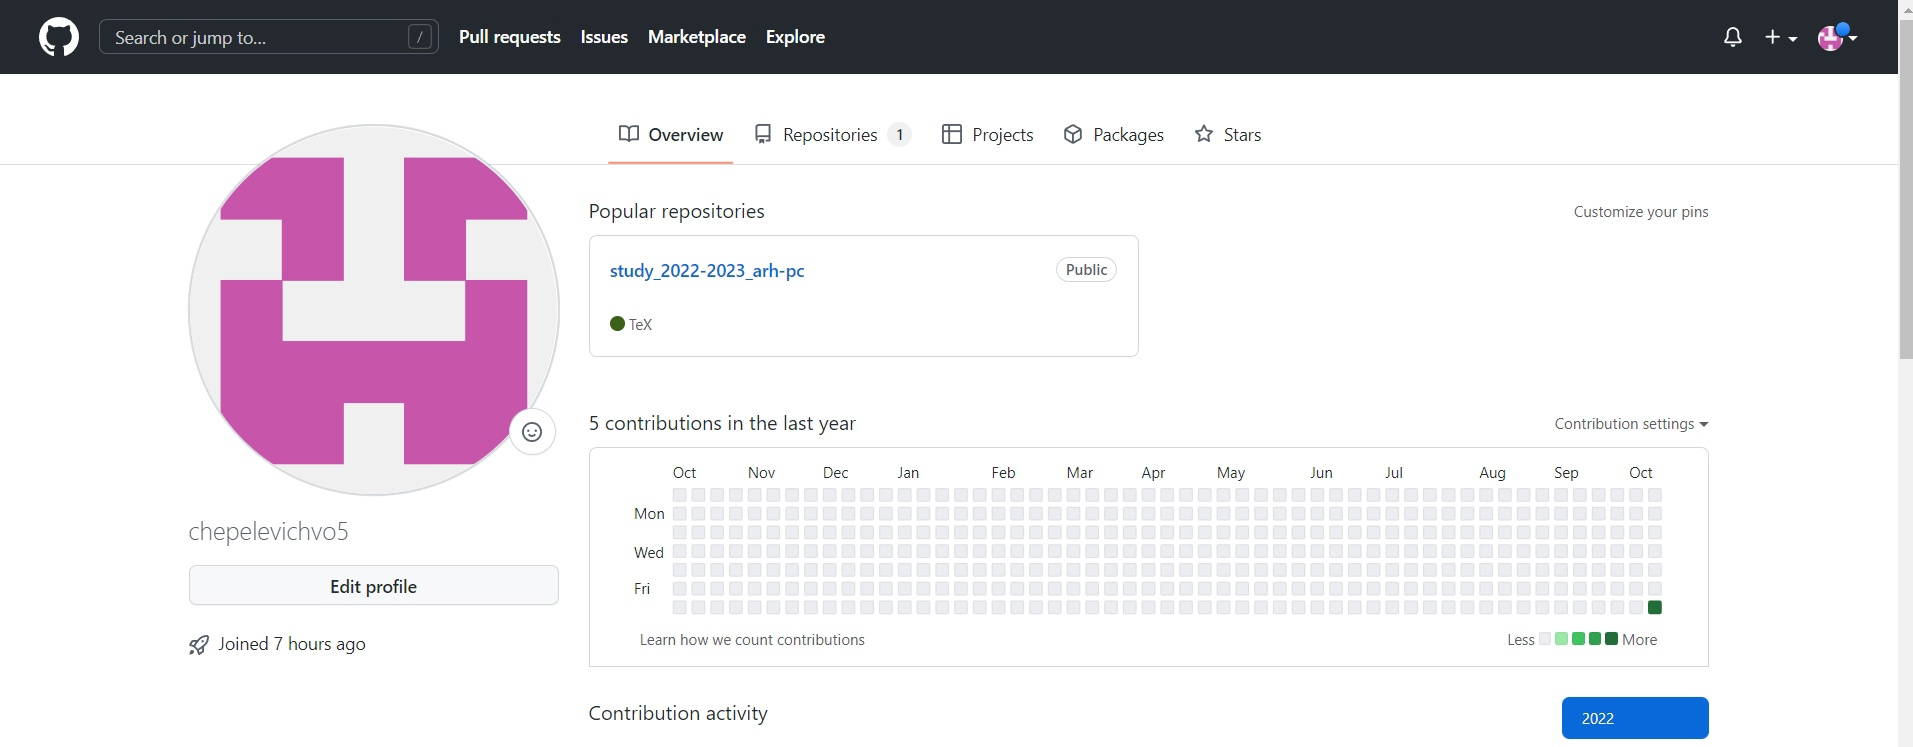 Search or jump to... / Pull requests Issues Marketplace Explore
Overview Repositories 1 Projects Packages Stars
Popular repositories Customize your pins
study_2022-2023_arh-pc Public
TeX
5 contributions in the last year Contribution settings
Oct Nov Dec Jan Feb Mar Apr May Jun Jul Aug Sep Oct
Mon
Wed
Fri
Learn how we count contributions Less More
chepelevichvo5
Edit profile
Joined 7 hours ago
Contribution activity 2022